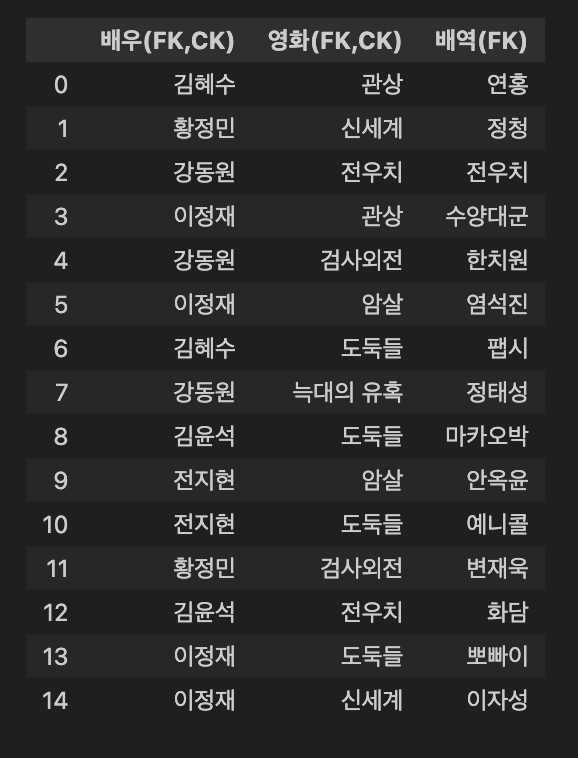 배우(FK,CK) 영화(FK,CK) 배역(FK)
0 김혜수 관상 연홍
1 황정민 신세계 정청
2 강동원 전우치 전우치
3 이정재 관상 수양대군
4 강동원 검사외전 한치원
5 이정재 암살 염석진
6 김혜수 도둑들 팹시
7 강동원 늑대의 유혹 정태성
8 김윤석 도둑들 마카오박
9 전지현 암살 안옥윤
10 전지현 도둑들 예니콜
11 황정민 검사외전 변재욱
12 김윤석 전우치 화담
13 이정재 도둑들 뽀빠이
14 이정재 신세계 이자성